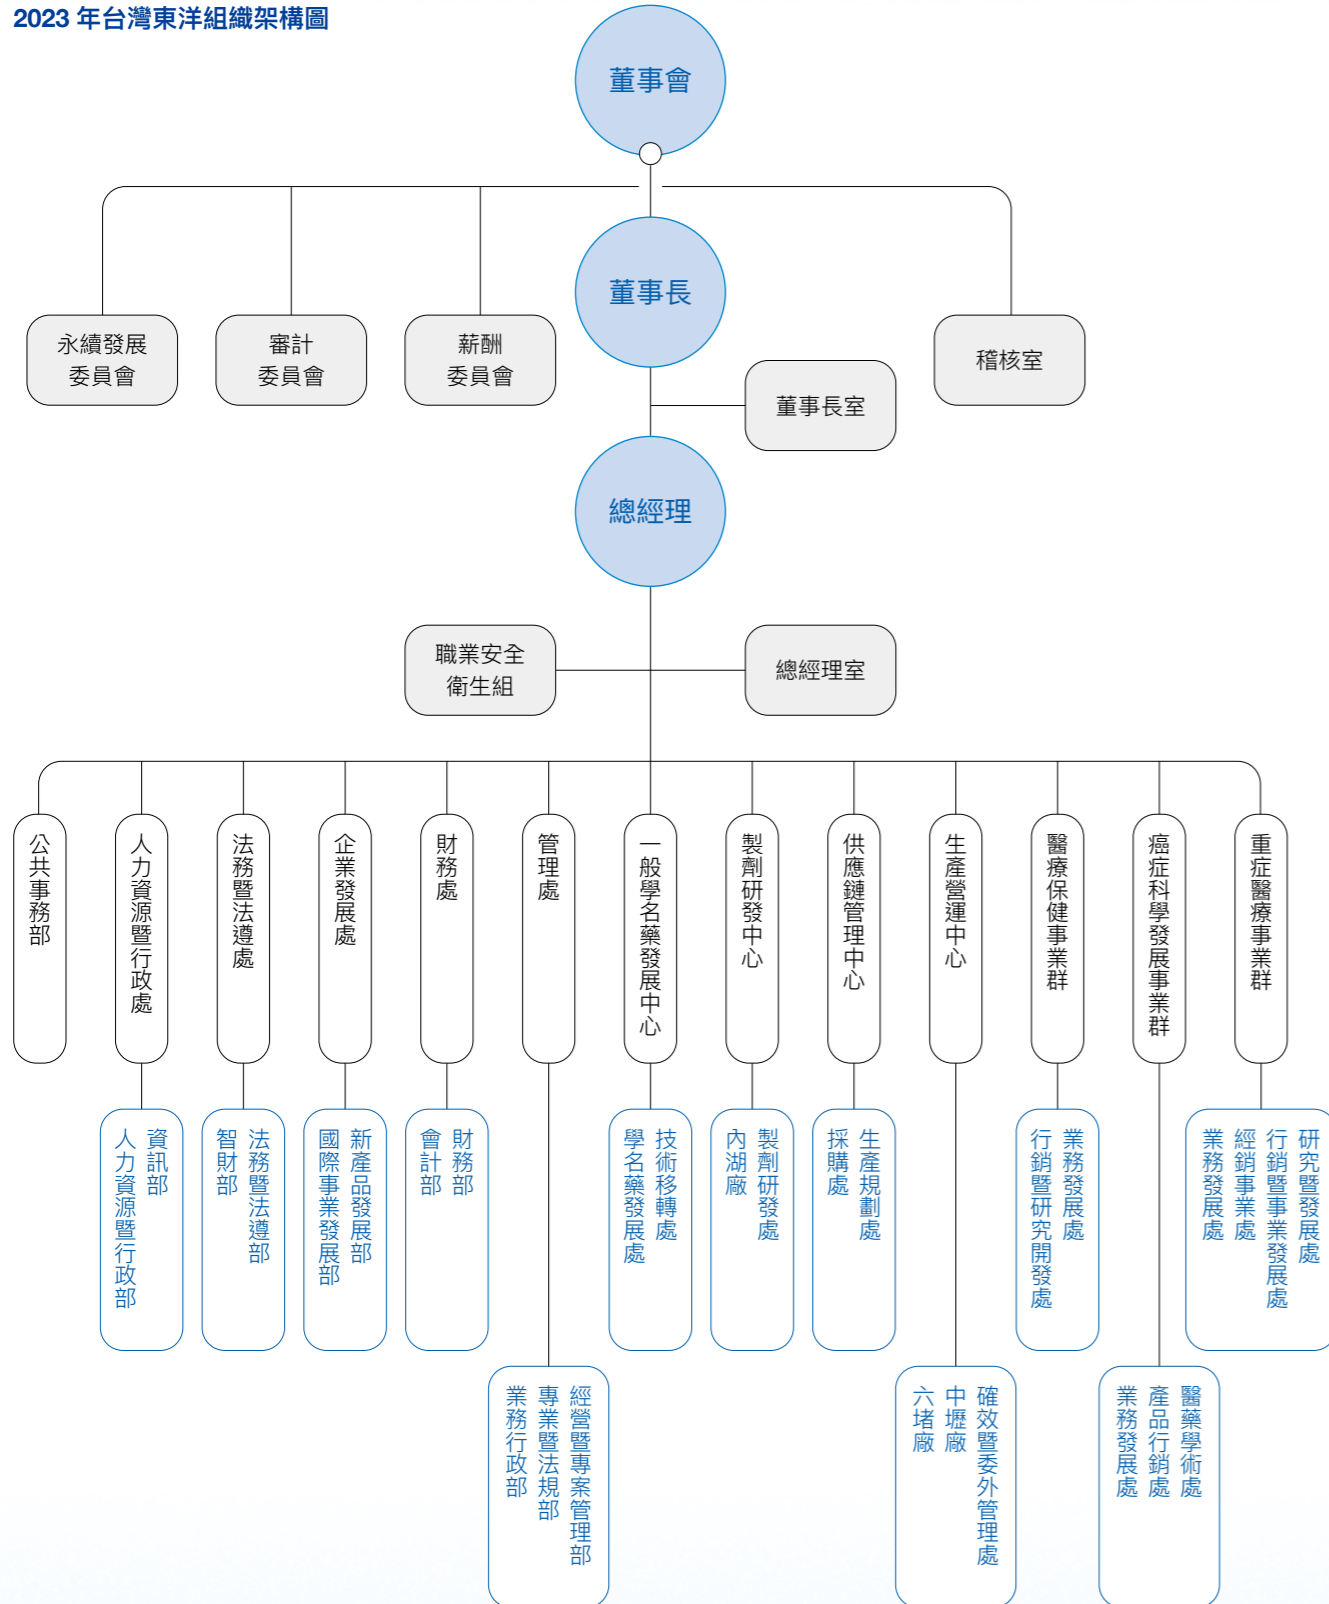 2023 年台灣東洋組織架構圖
董事會
董事長
永續發展
委員會
審計
委員會
薪酬
委員會
稽核室
董事長室
總經理
職業安全
衛生組
總經理室
公共事務部
人力資源暨行政處
法務暨法遵處
企業發展處
財務處
管理處
一般學名藥發展中心
製劑研發中心
供應鏈管理中心
生產營運中心
醫療保健事業群
癌症科學發展事業群
重症醫療事業群
資訊部
人力資源暨行政部
法務暨法遵部
智財部
新產品發展部
國際事業發展部
財務部
會計部
技術移轉處
學名藥發展處
製劑研發處
內湖廠
生產規劃處
採購處
業務發展處
行銷暨研究開發處
研究暨發展處
行銷暨事業發展處
經銷事業處
業務發展處
經營暨專案管理部
專業暨法規部
業務行政部
確效暨委外管理處
中壢廠
六堵廠
醫藥學術處
產品行銷處
業務發展處